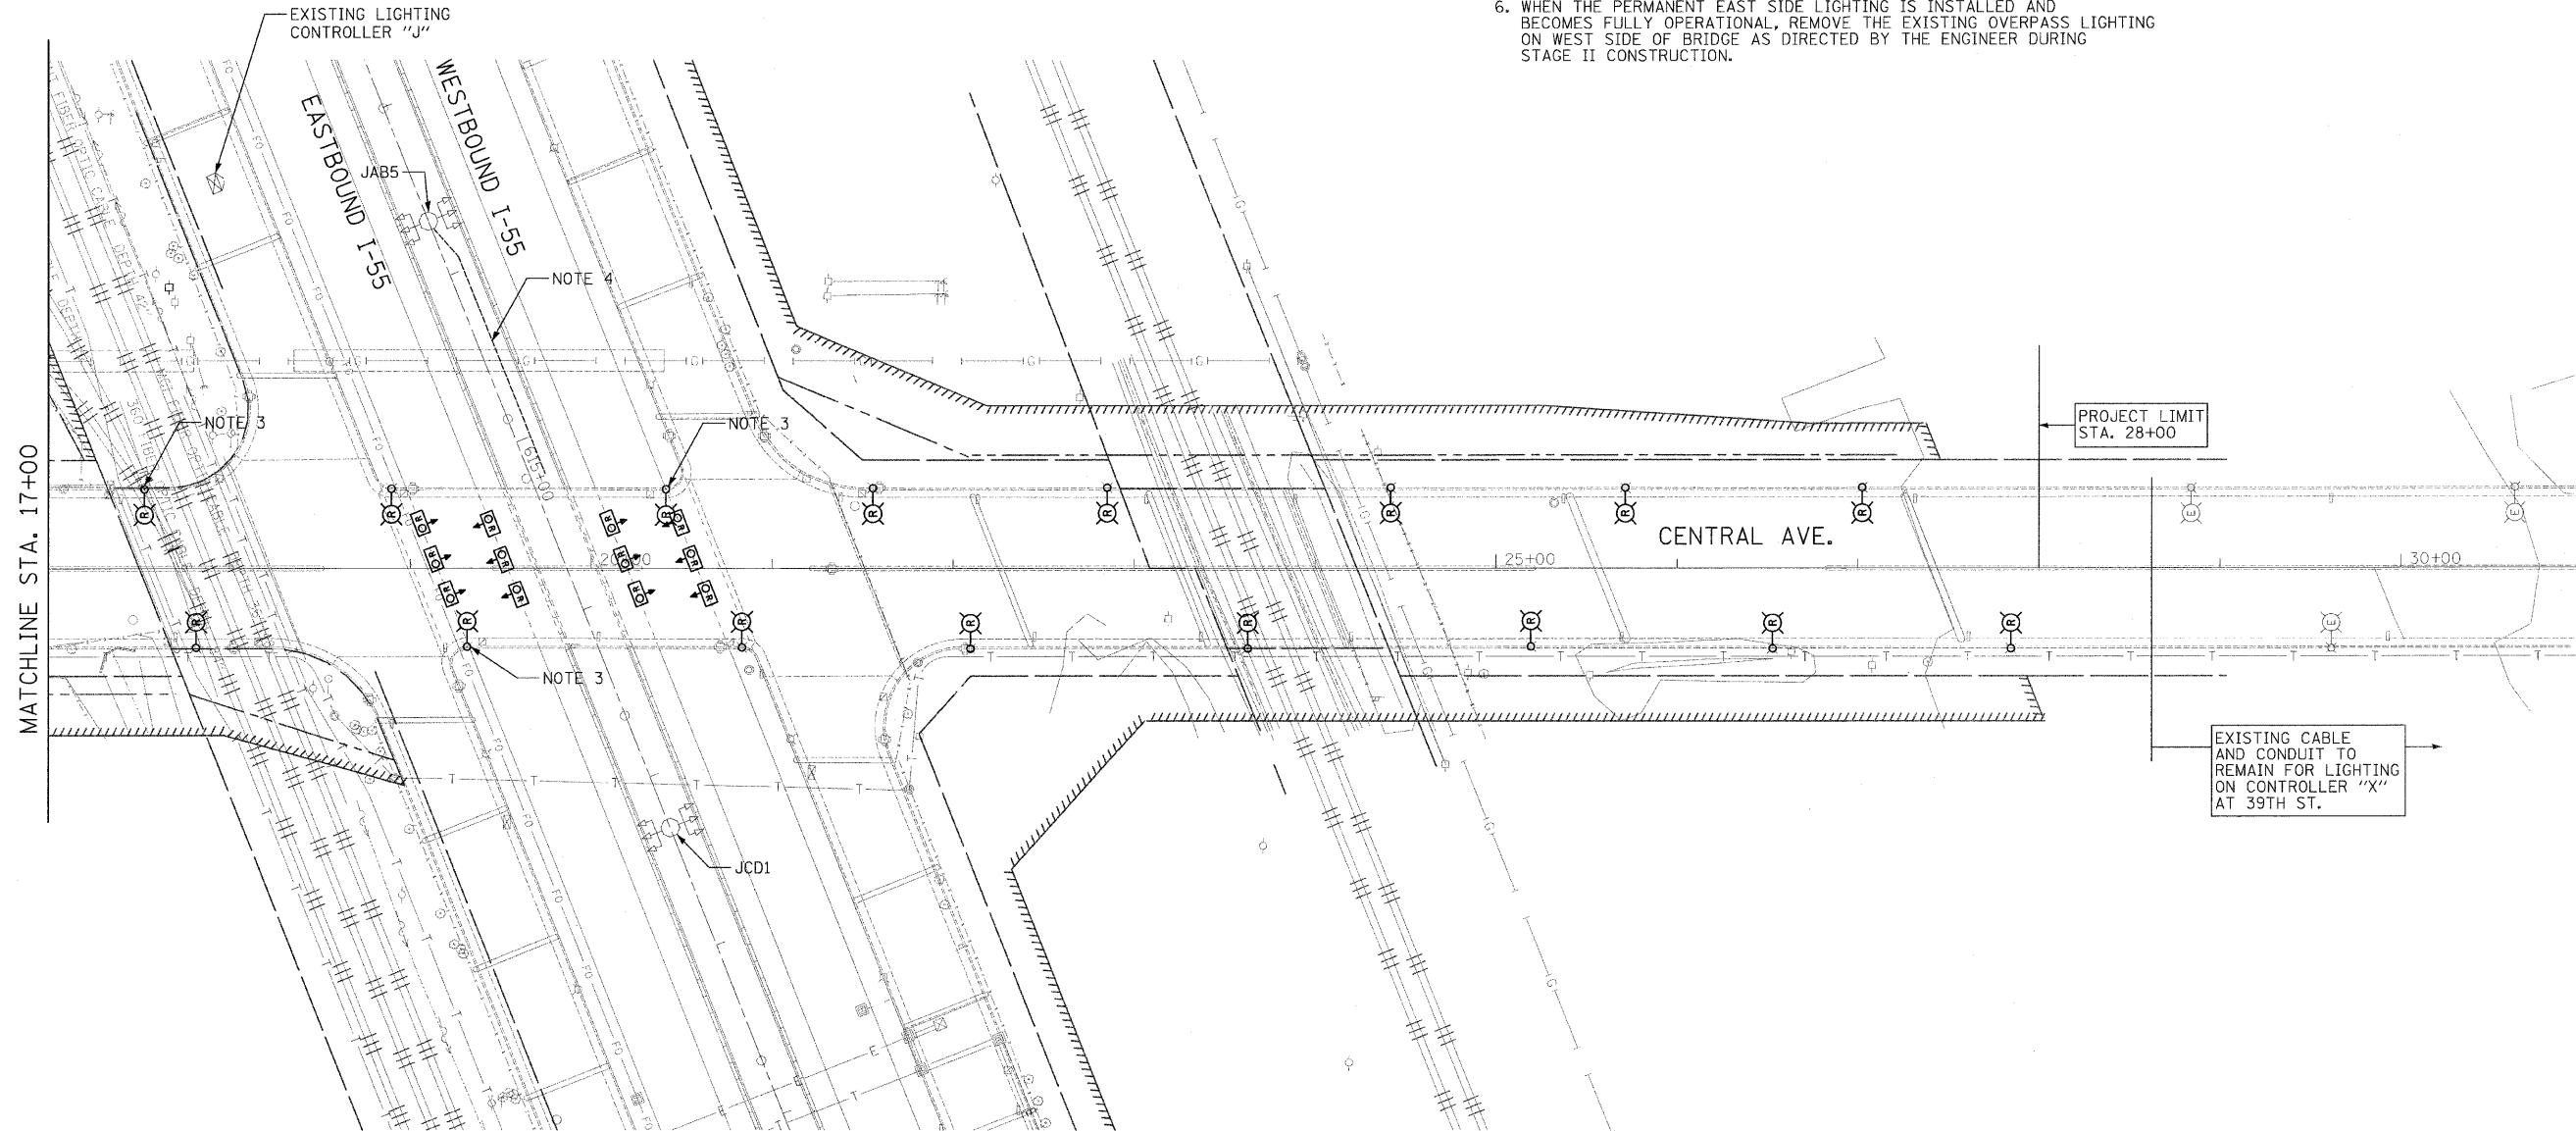 EXISTING LIGHTING
CONTROLLER "J"
6. WHEN THE PERMANENT EAST SIDE LIGHTING IS INSTALLED AND
BECOMES FULLY OPERATIONAL, REMOVE THE EXISTING OVERPASS LIGHTING
ON WEST SIDE OF BRIDGE AS DIRECTED BY THE ENGINEER DURING
STAGE II CONSTRUCTION.
WESTBOUND I-55
EASTBOUND I-55
JAB5
NOTE 4
NOTE 3
NOTE 3
L615+00
PROJECT LIMIT
STA. 28+00
MATCHLINE STA. 17+00
CENTRAL AVE.
20+00
25+00
30+00
NOTE 3
JCD1
EXISTING CABLE
AND CONDUIT TO
REMAIN FOR LIGHTING
ON CONTROLLER "X"
AT 39TH ST.